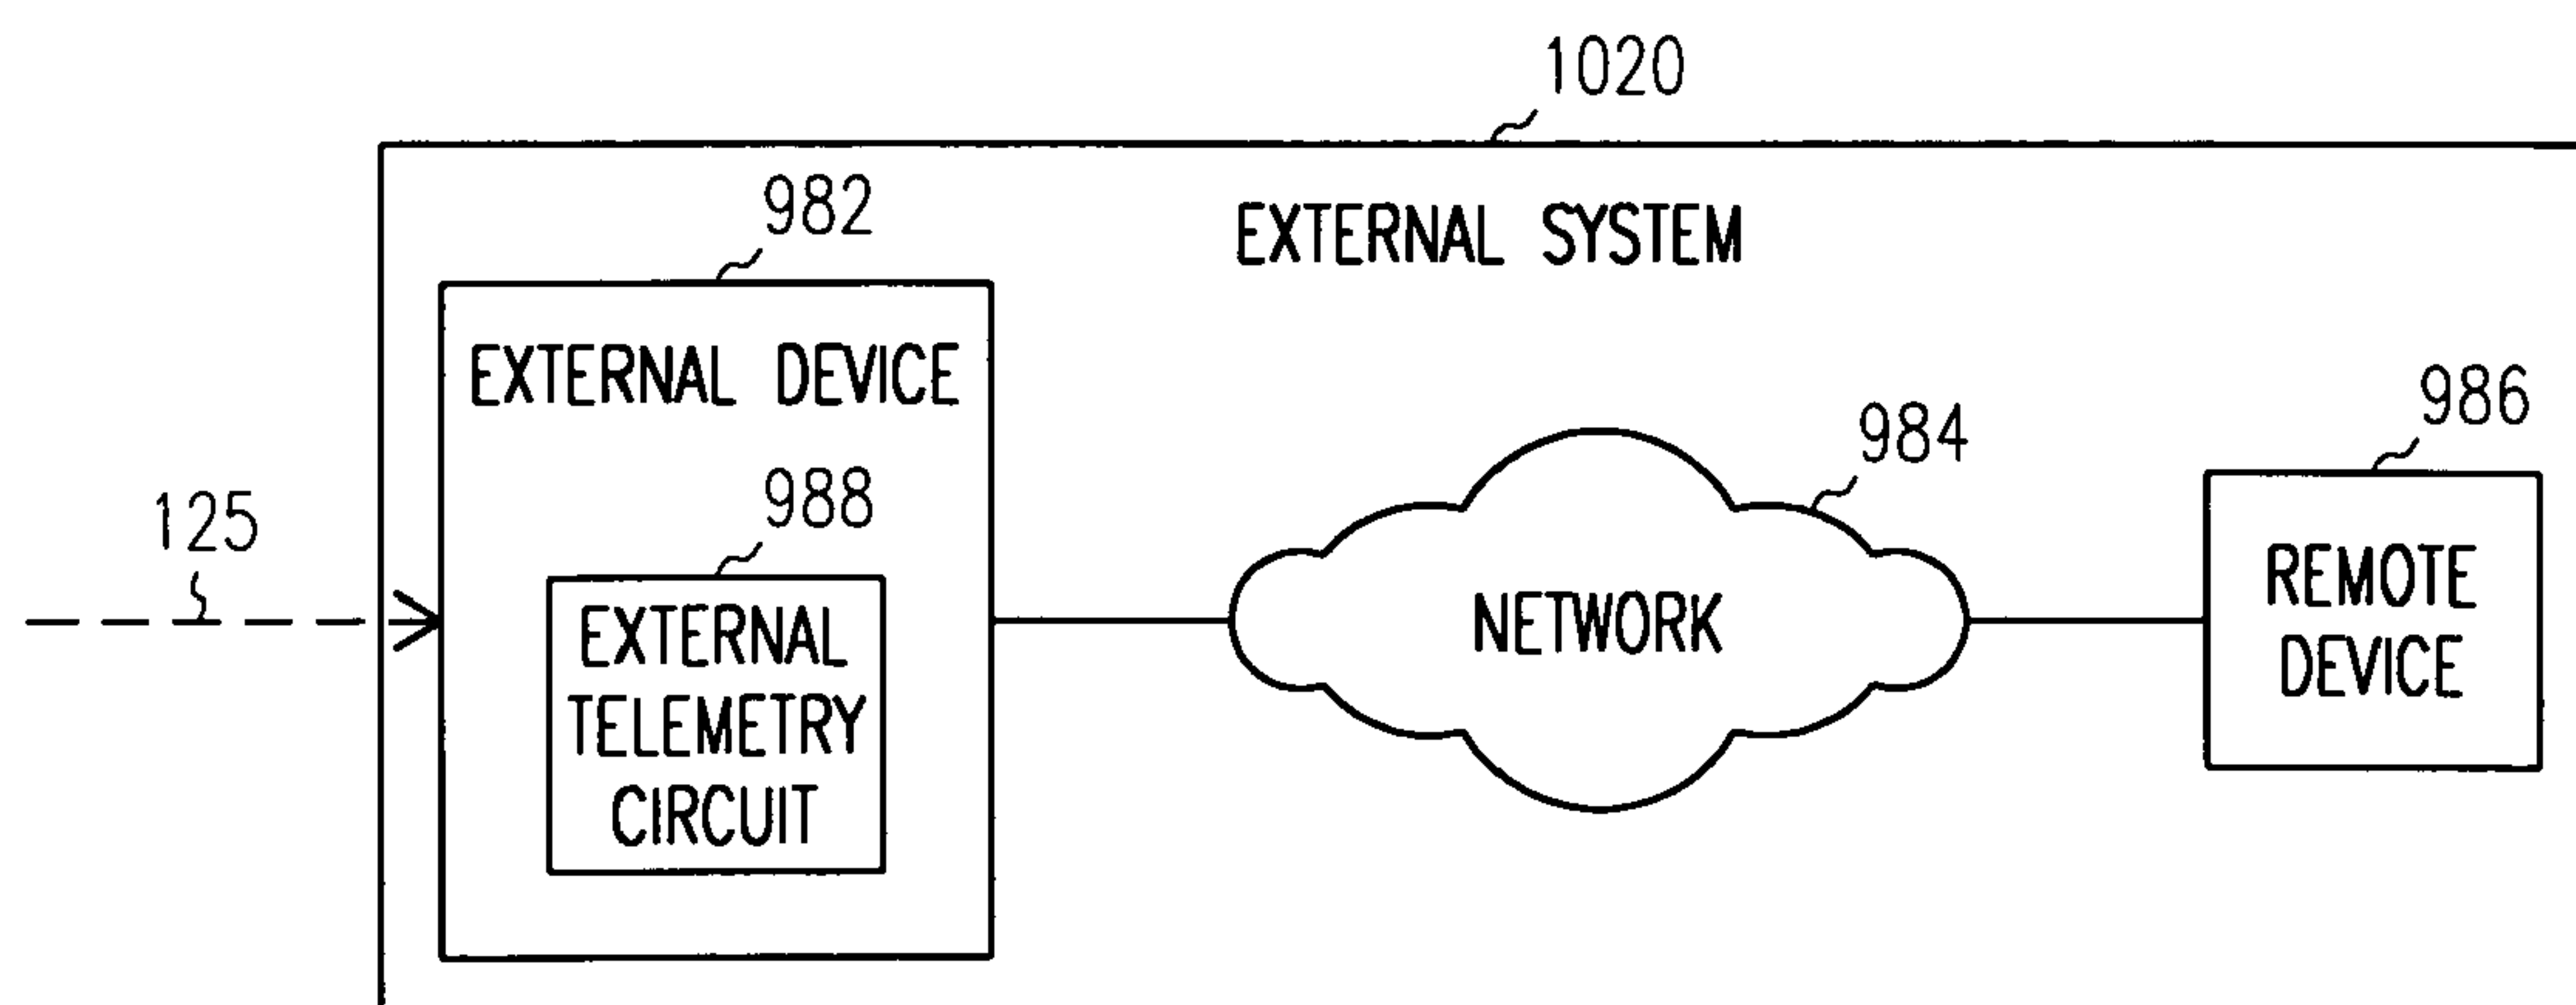 1020
982
EXTERNAL SYSTEM
EXTERNAL DEVICE
986
984
988
125
REMOTE
DEVICE
NETWORK
EXTERNAL
TELEMETRY
CIRCUIT